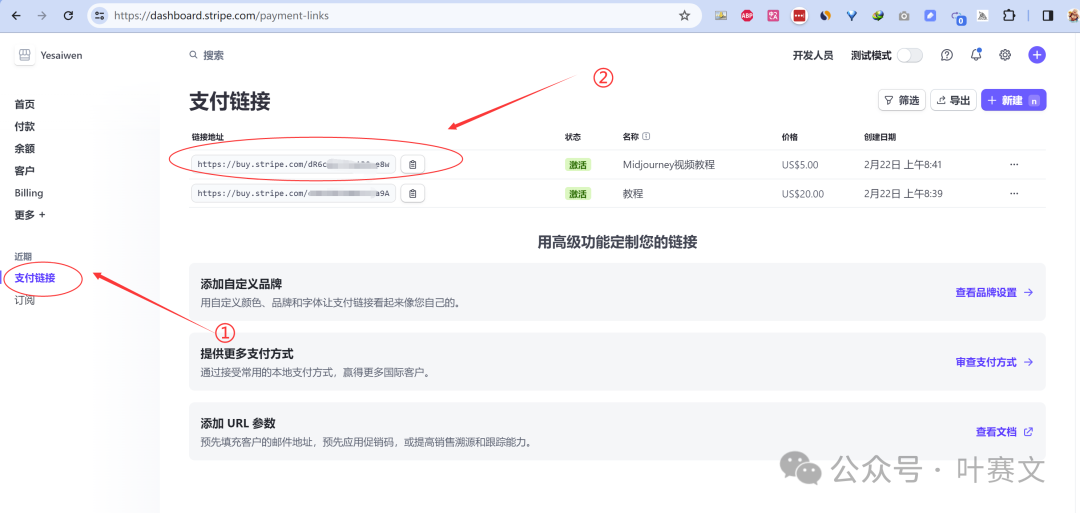 https://dashboard.stripe.com/payment-links
ABP
0
Yesaiwen
搜索
开发人员
测试模式
②
支付链接
筛选
导出
+ 新建 n
链接地址
状态
名称
价格
创建日期
https://buy.stripe.com/dR6c
e8w
激活
Midjourney视频教程
US$5.00
2月22日 上午8:41
https://buy.stripe.com/
a9A
激活
教程
US$20.00
2月22日 上午8:39
首页
付款
余额
客户
Billing
更多 +
近期
支付链接
订阅
①
用高级功能定制您的链接
添加自定义品牌
用自定义颜色、品牌和字体让支付链接看起来像您自己的。
查看品牌设置 →
提供更多支付方式
通过接受常用的本地支付方式，赢得更多国际客户。
审查支付方式 →
添加 URL 参数
预先填充客户的邮件地址，预先应用促销码，或提高销售溯源和跟踪能力。
查看文档
公众号 · 叶赛文